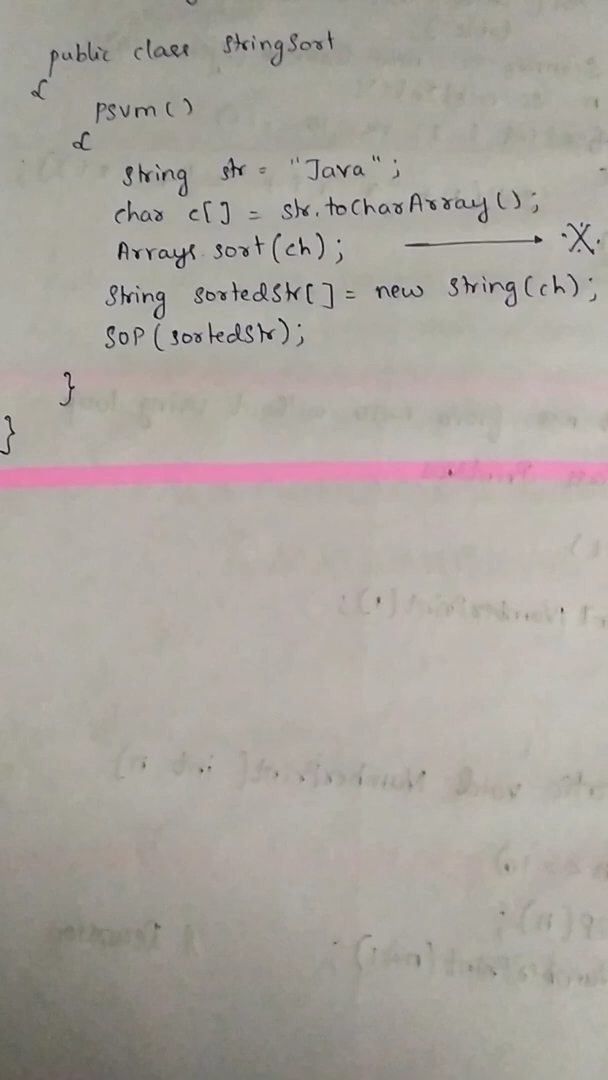 public class StringSort
{
psvm()
{
String str = "Java";
char c[] = str.toCharArray();
Arrays.sort(ch); → X
String sortedStr[] = new String(ch);
SOP(sortedStr);
}
}